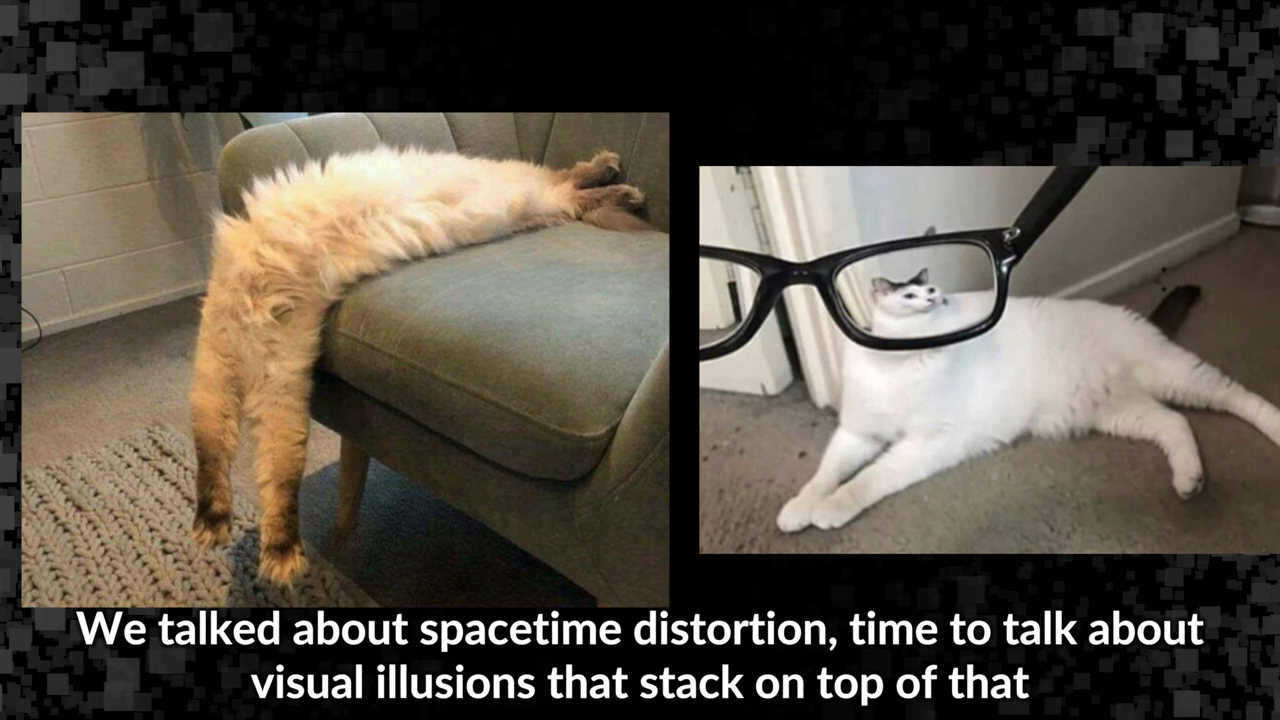 We talked about spacetime distortion, time to talk about
visual illusions that stack on top of that